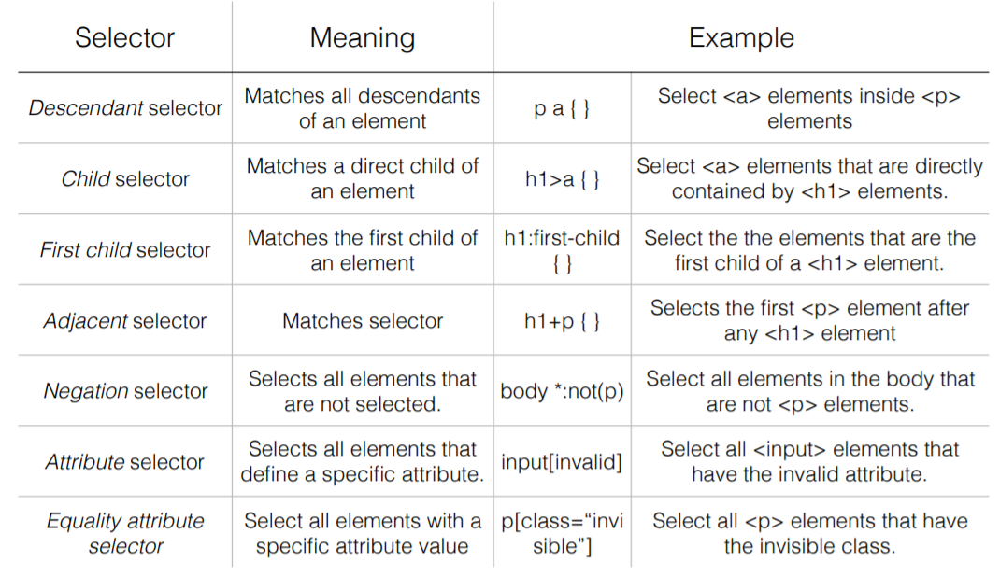 Selector Meaning Example
Descendant selector
Matches all descendants
of an element
p a { }
Select <a> elements inside <p>
elements
Child selector
Matches a direct child of
an element
h1>a { }
Select <a> elements that are directly
contained by <h1> elements.
First child selector
Matches the first child of
an element
h1:first-child
{ }
Select the the elements that are the
first child of a <h1> element.
Adjacent selector
Matches selector
h1+p { }
Selects the first <p> element after
any <h1> element
Negation selector
Selects all elements that
are not selected.
body *:not(p)
Select all elements in the body that
are not <p> elements.
Attribute selector
Selects all elements that
define a specific attribute.
input[invalid]
Select all <input> elements that
have the invalid attribute.
Equality attribute
selector
Select all elements with a
specific attribute value
p[class=“invi
sible”]
Select all <p> elements that have
the invisible class.